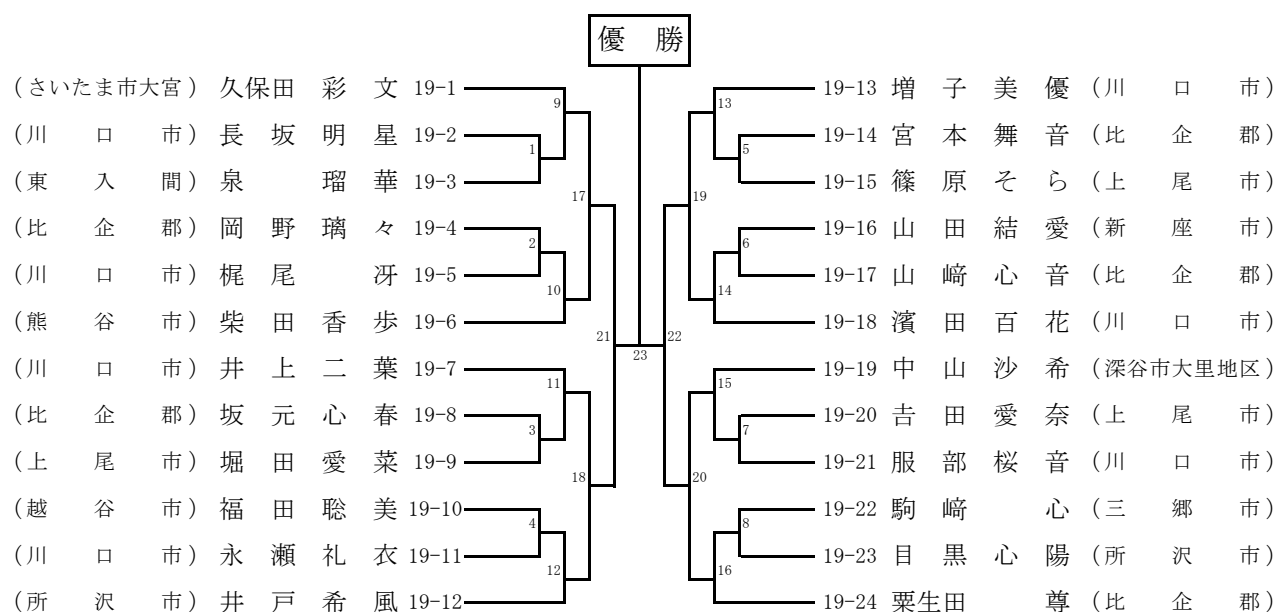 優勝
(さいたま市大宮) 久保田彩文 19-1
(川口市) 長坂明星 19-2
(東入間) 泉瑠華 19-3
(比企郡) 岡野璃々 19-4
(川口市) 梶尾冴 19-5
(熊谷市) 柴田香歩 19-6
(川口市) 井上二葉 19-7
(比企郡) 坂元心春 19-8
(上尾市) 堀田愛菜 19-9
(越谷市) 福田聡美 19-10
(川口市) 永瀬礼衣 19-11
(所沢市) 井戸希風 19-12
9
1
17
2
10
11
3
18
4
12
21
23
22
13
5
19
6
14
15
7
20
8
16
19-13 増子美優 (川口市)
19-14 宮本舞音 (比企郡)
19-15 篠原そら (上尾市)
19-16 山田結愛 (新座市)
19-17 山﨑心音 (比企郡)
19-18 濱田百花 (川口市)
19-19 中山沙希 (深谷市大里地区)
19-20 𠮷田愛奈 (上尾市)
19-21 服部桜音 (川口市)
19-22 駒﨑心 (三郷市)
19-23 目黒心陽 (所沢市)
19-24 粟生田尊 (比企郡)